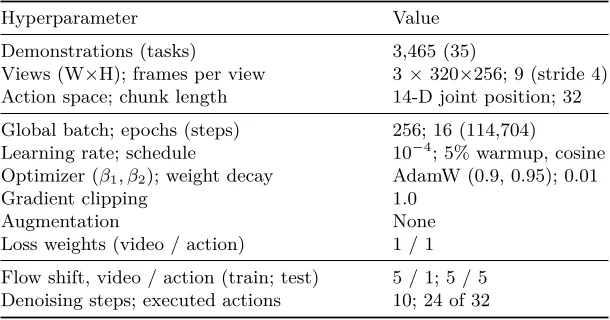 Hyperparameter Value
Demonstrations (tasks) 3,465 (35)
Views (W×H); frames per view 3 × 320×256; 9 (stride 4)
Action space; chunk length 14-D joint position; 32
Global batch; epochs (steps) 256; 16 (114,704)
Learning rate; schedule 10⁻⁴; 5% warmup, cosine
Optimizer (β₁, β₂); weight decay AdamW (0.9, 0.95); 0.01
Gradient clipping 1.0
Augmentation None
Loss weights (video / action) 1 / 1
Flow shift, video / action (train; test) 5 / 1; 5 / 5
Denoising steps; executed actions 10; 24 of 32